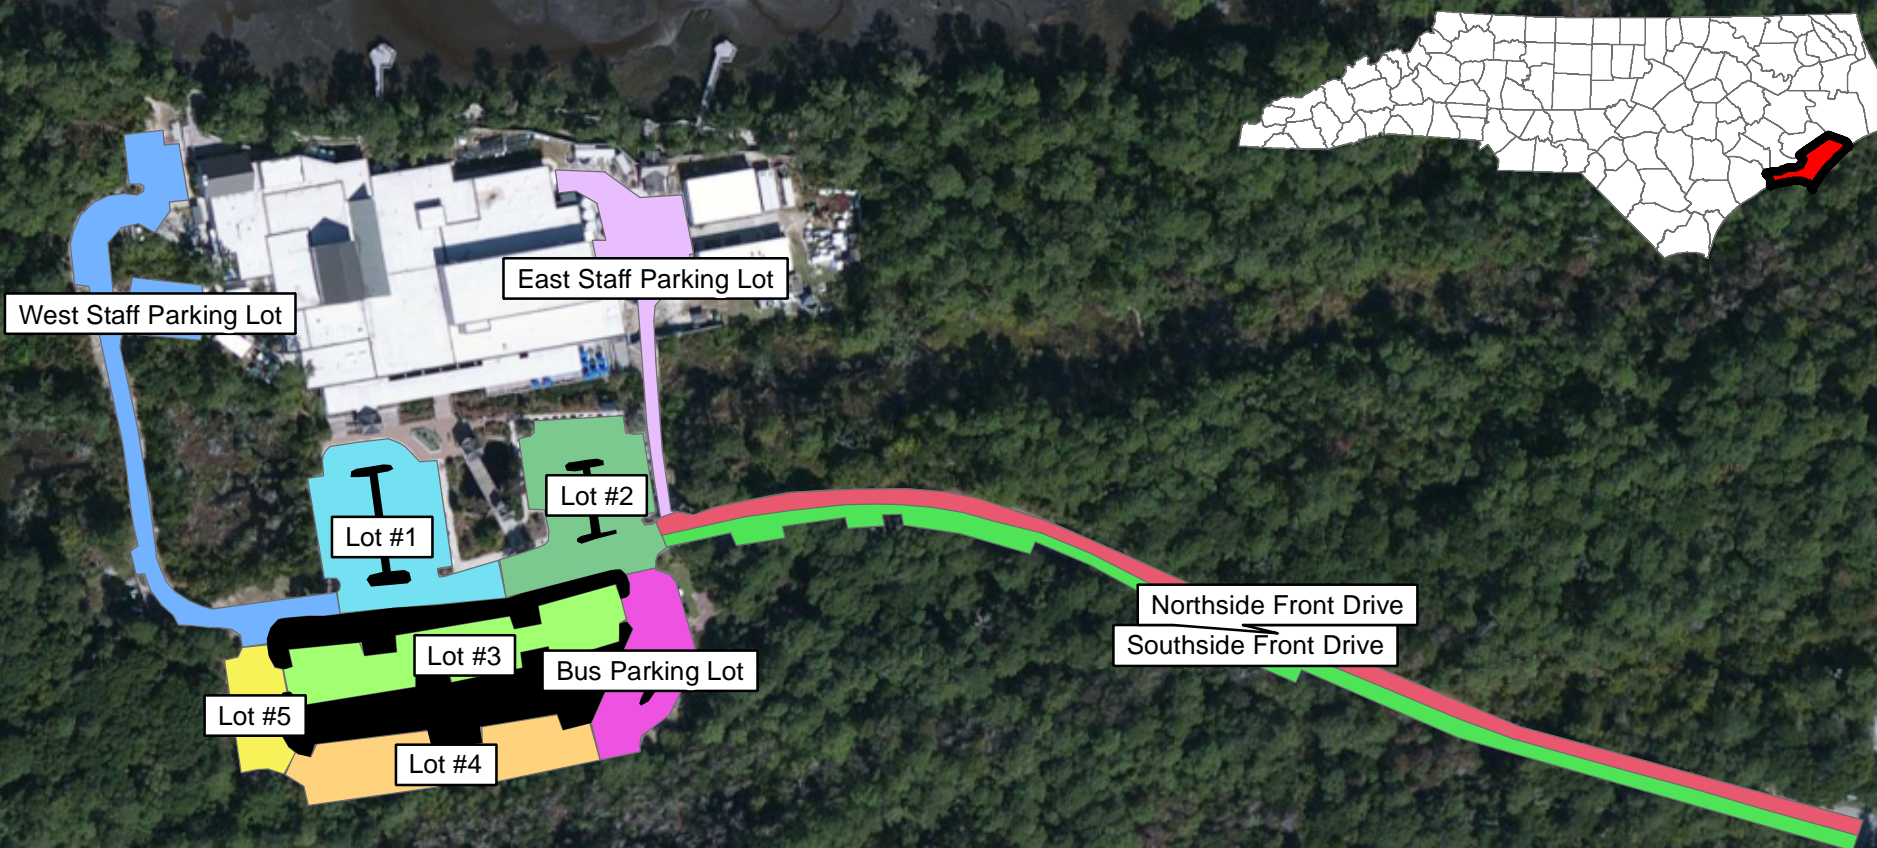 East Staff Parking Lot
West Staff Parking Lot
Lot #2
Lot #1
Northside Front Drive
Southside Front Drive
Lot #3
Bus Parking Lot
Lot #5
Lot #4